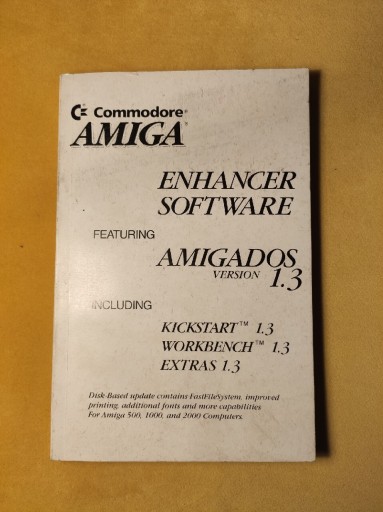 Commodore®
AMIGA®
ENHANCER
SOFTWARE
FEATURING
AMIGADOS
VERSION 1.3
INCLUDING
KICKSTART™ 1.3
WORKBENCH™ 1.3
EXTRAS 1.3
Disk-Based update contains FastFileSystem, improved
printing, additional fonts and more capabilities
For Amiga 500, 1000, and 2000 Computers.